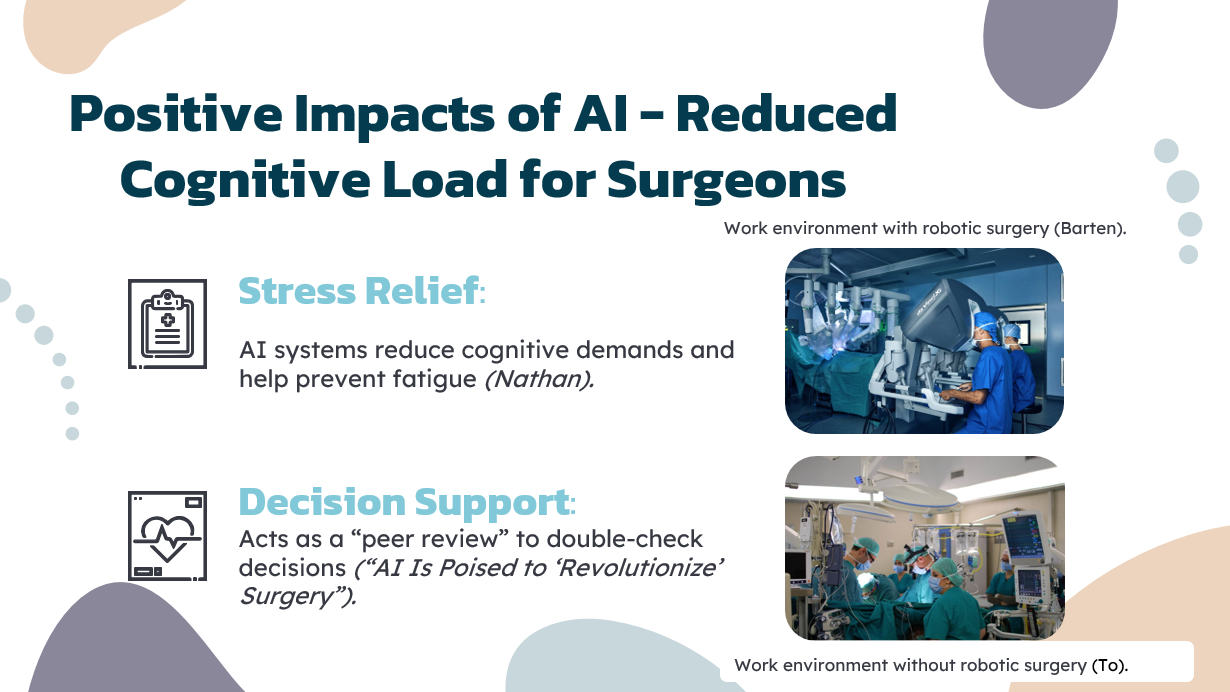 Positive Impacts of AI – Reduced
Cognitive Load for Surgeons
Work environment with robotic surgery (Barten).
Stress Relief:
AI systems reduce cognitive demands and
help prevent fatigue (Nathan).
Decision Support:
Acts as a “peer review” to double-check
decisions (“AI Is Poised to ‘Revolutionize’
Surgery”).
Work environment without robotic surgery (To).